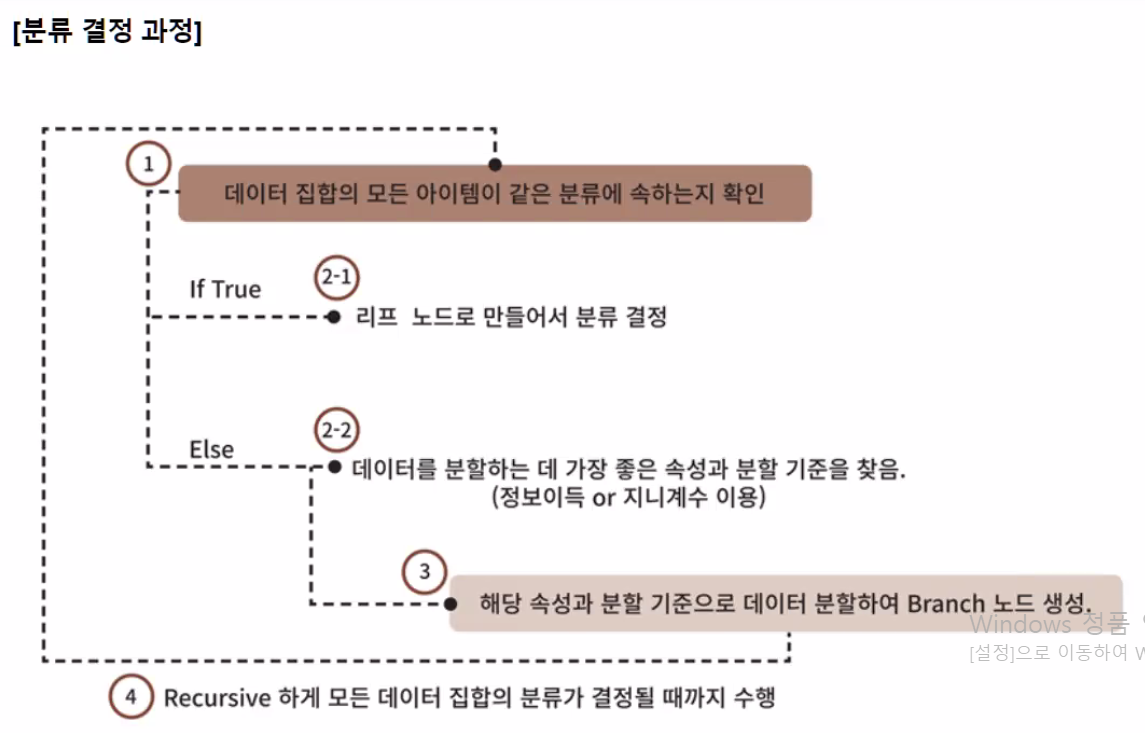 [분류 결정 과정]
1
데이터 집합의 모든 아이템이 같은 분류에 속하는지 확인
If True
2-1
리프 노드로 만들어서 분류 결정
Else
2-2
데이터를 분할하는 데 가장 좋은 속성과 분할 기준을 찾음.
(정보이득 or 지니계수 이용)
3
해당 속성과 분할 기준으로 데이터 분할하여 Branch 노드 생성.
Windows 정품
[설정]으로 이동하여 W
4
Recursive 하게 모든 데이터 집합의 분류가 결정될 때까지 수행